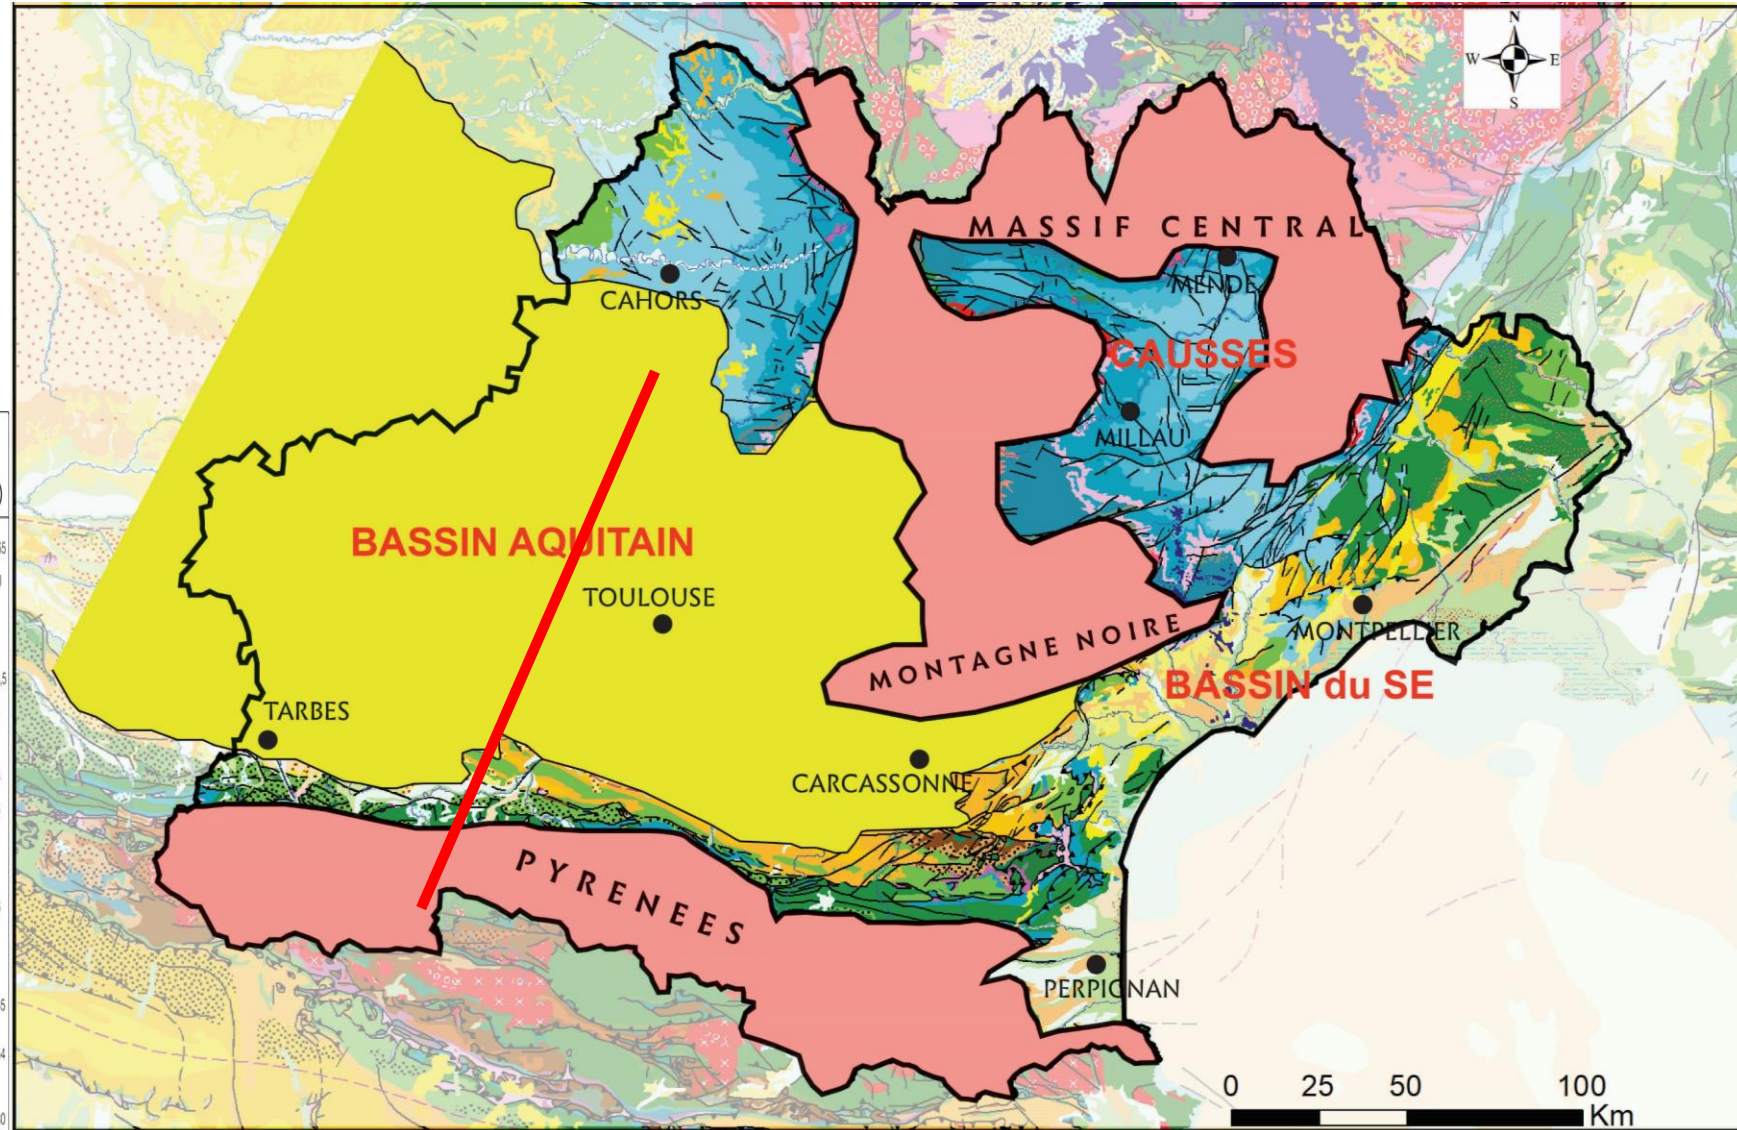 N
W E
S
MASSIF CENTRAL
MENDE
CAHORS
CAUSSES
MILLAU
BASSIN AQUITAIN
TOULOUSE
MONTPELLIER
MONTAGNE NOIRE
BASSIN du SE
TARBES
CARCASSONNE
PYRENEES
PERPIGNAN
0 25 50 100
Km